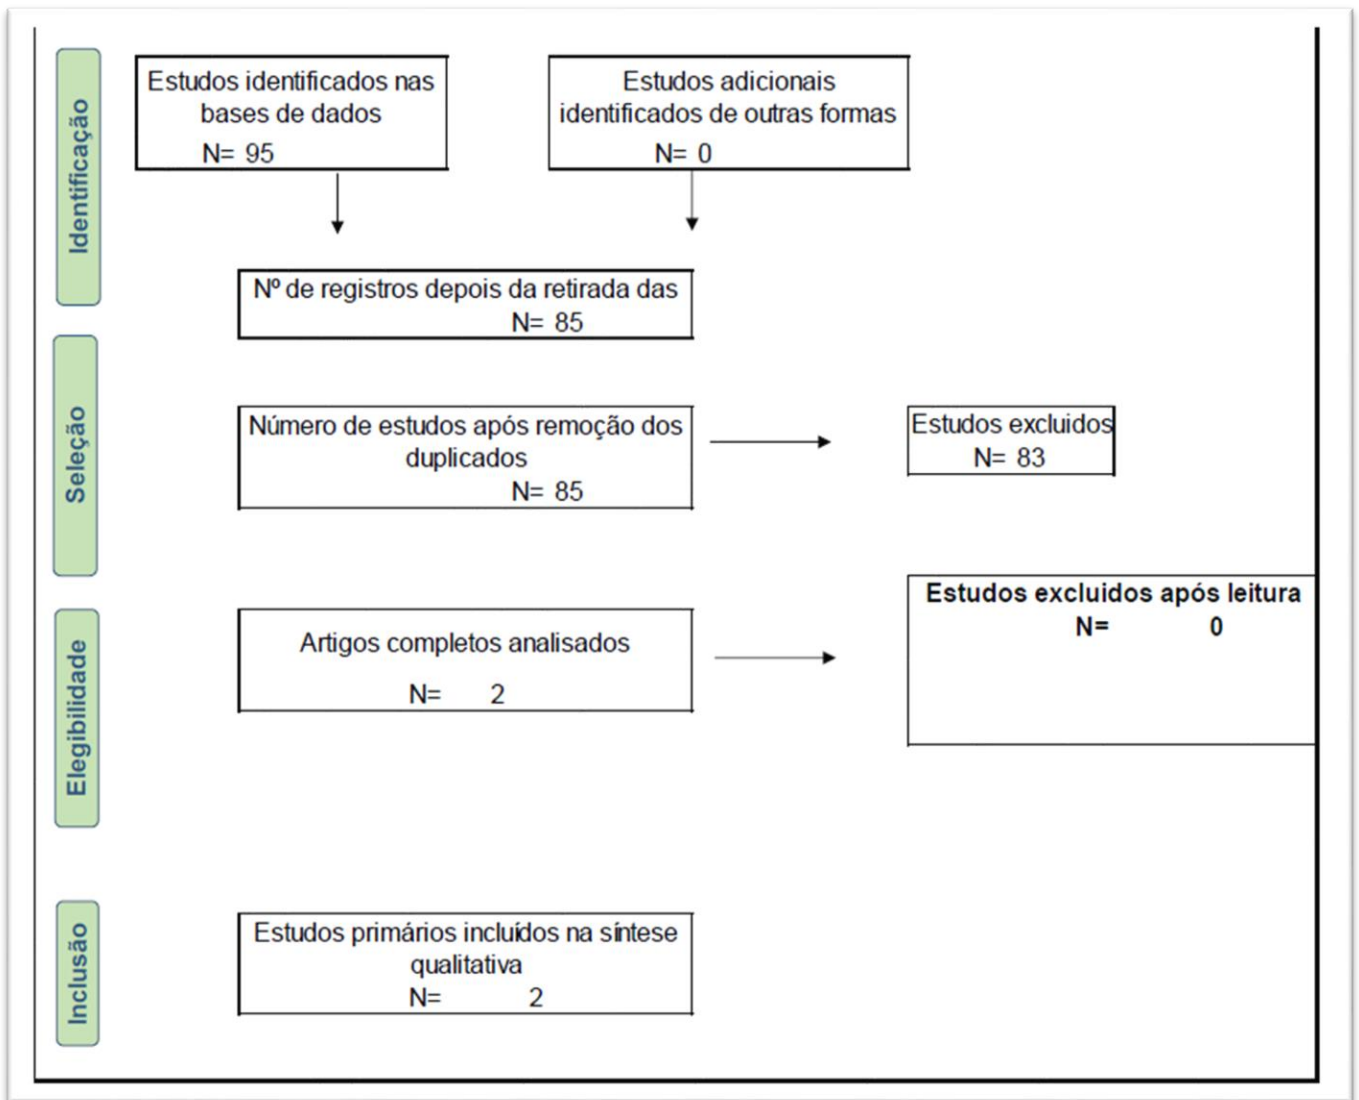 Identificação
Estudos identificados nas
bases de dados
N= 95
Estudos adicionais
identificados de outras formas
N= 0
Nº de registros depois da retirada das
N= 85
Seleção
Número de estudos após remoção dos
duplicados
N= 85
Estudos excluidos
N= 83
Elegibilidade
Artigos completos analisados
N= 2
Estudos excluidos após leitura
N= 0
Inclusão
Estudos primários incluídos na síntese
qualitativa
N= 2